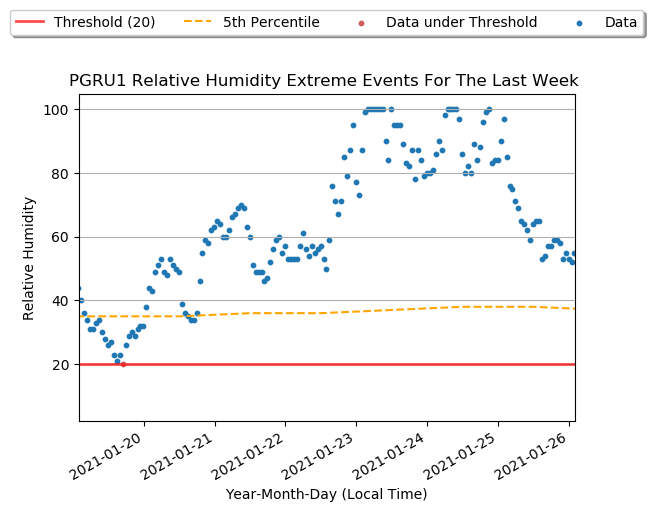 Threshold (20) 5th Percentile Data under Threshold Data
PGRU1 Relative Humidity Extreme Events For The Last Week
100
80
60
40
20
Relative Humidity
2021-01-20 2021-01-21 2021-01-22 2021-01-23 2021-01-24 2021-01-25 2021-01-26
Year-Month-Day (Local Time)